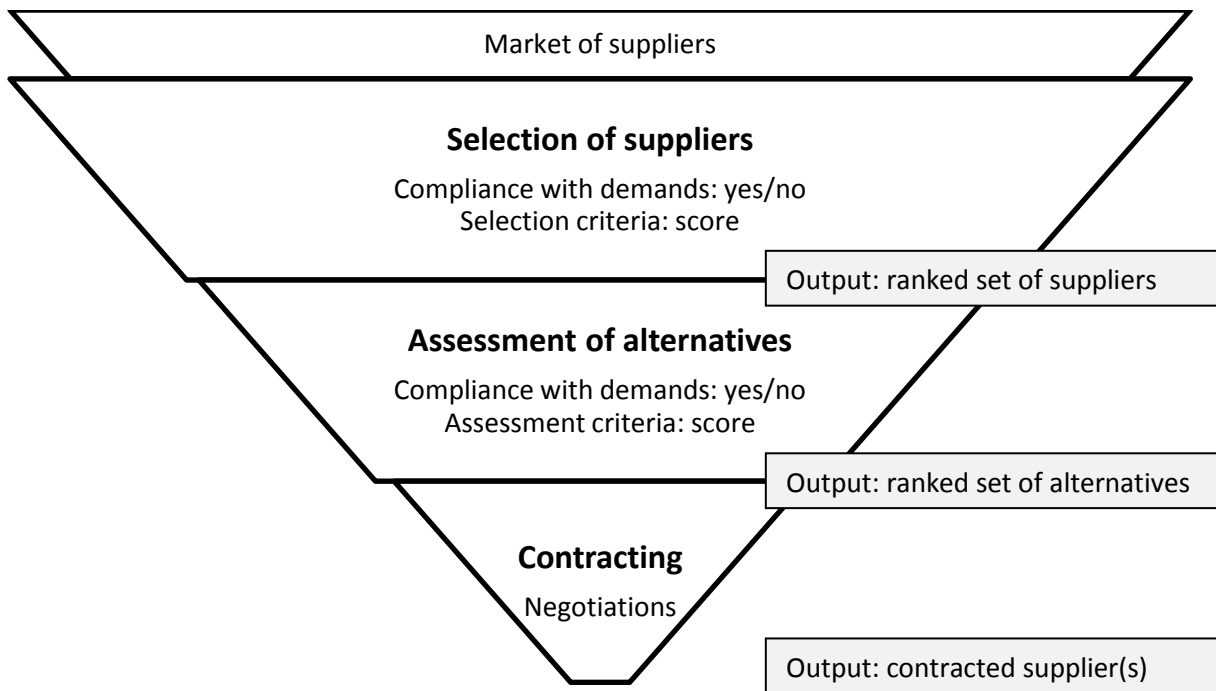 Market of suppliers
Selection of suppliers
Compliance with demands: yes/no
Selection criteria: score
Output: ranked set of suppliers
Assessment of alternatives
Compliance with demands: yes/no
Assessment criteria: score
Output: ranked set of alternatives
Contracting
Negotiations
Output: contracted supplier(s)